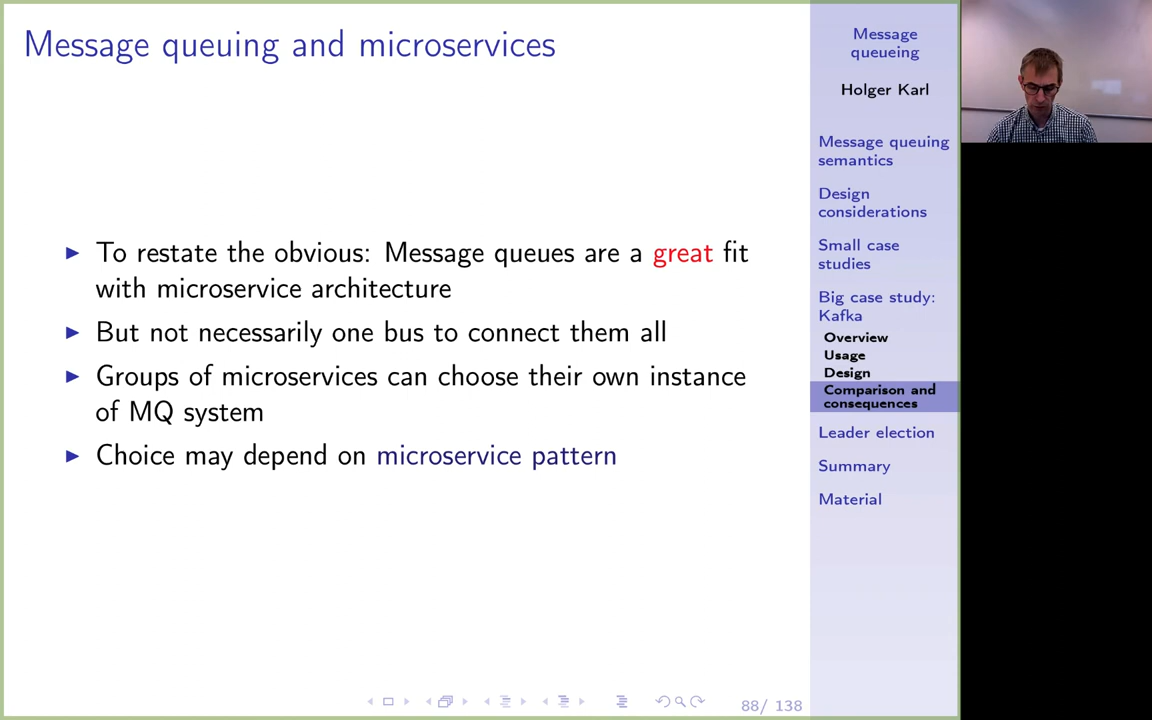 Message queuing and microservices
To restate the obvious: Message queues are a great fit
with microservice architecture
But not necessarily one bus to connect them all
Groups of microservices can choose their own instance
of MQ system
Choice may depend on microservice pattern
88/ 138
Message
queueing
Holger Karl
Message queuing
semantics
Design
considerations
Small case
studies
Big case study:
Kafka
Overview
Usage
Design
Comparison and
consequences
Leader election
Summary
Material